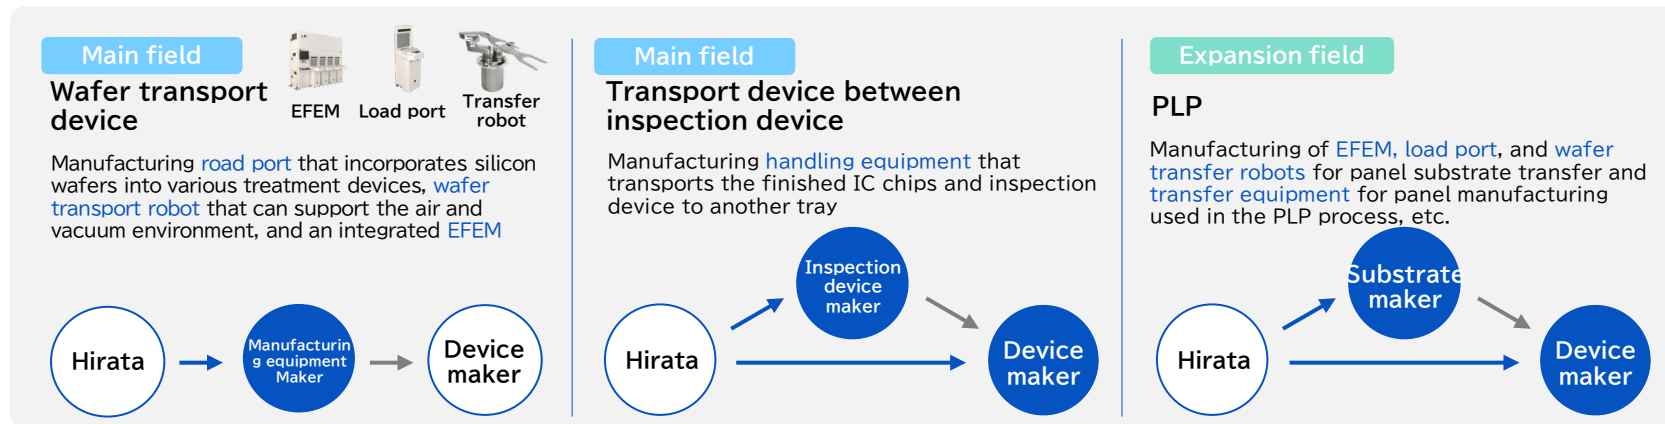 Main field
Wafer transport
device
EFEM
Load port
Transfer
robot
Manufacturing road port that incorporates silicon
wafers into various treatment devices, wafer
transport robot that can support the air and
vacuum environment, and an integrated EFEM
Hirata
Manufacturin
g equipment
Maker
Device
maker
Main field
Transport device between
inspection device
Manufacturing handling equipment that
transports the finished IC chips and inspection
device to another tray
Inspection
device
maker
Hirata
Device
maker
Expansion field
PLP
Manufacturing of EFEM, load port, and wafer
transfer robots for panel substrate transfer and
transfer equipment for panel manufacturing
used in the PLP process, etc.
Substrate
maker
Hirata
Device
maker